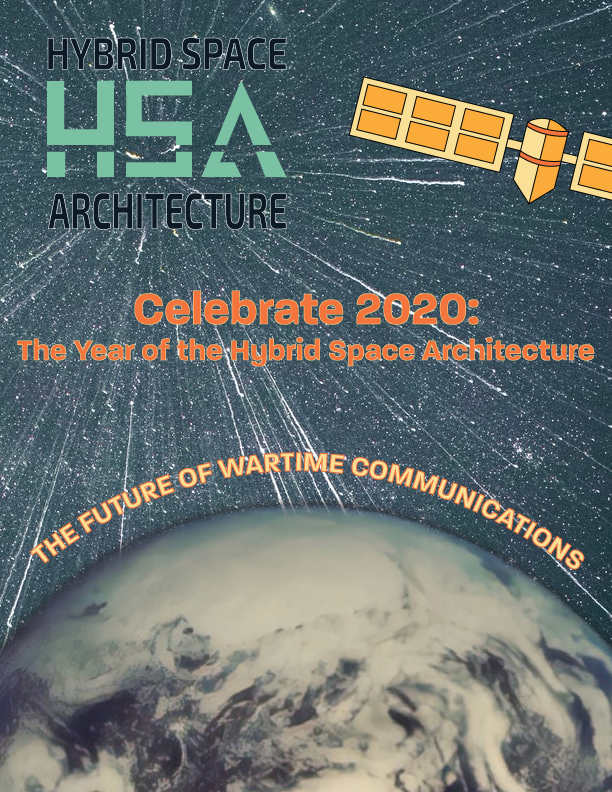 HYBRID SPACE
HSA
ARCHITECTURE
Celebrate 2020:
The Year of the Hybrid Space Architecture
THE FUTURE OF WARTIME COMMUNICATIONS